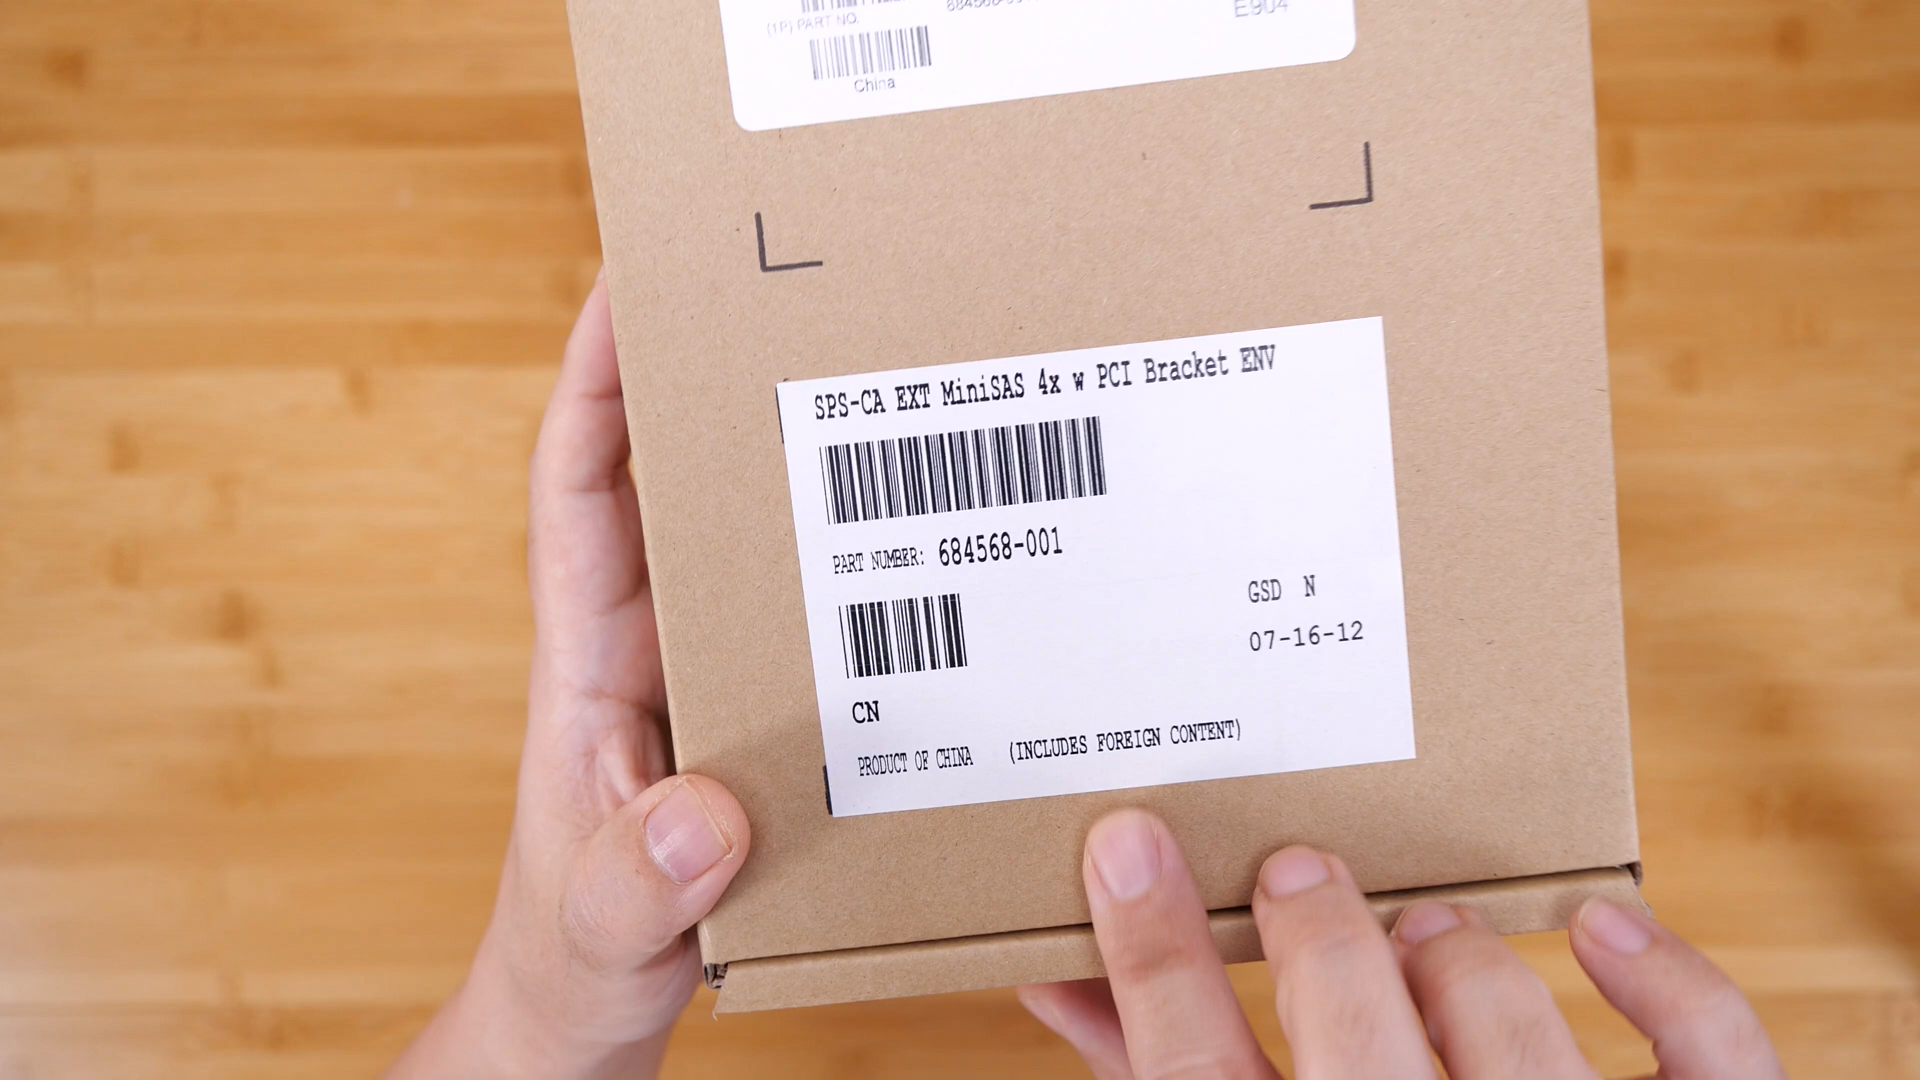 (1P) PART NO.
E904
China
SPS-CA EXT MiniSAS 4x w PCI Bracket ENV
PART NUMBER: 684568-001
GSD N
07-16-12
CN
PRODUCT OF CHINA (INCLUDES FOREIGN CONTENT)